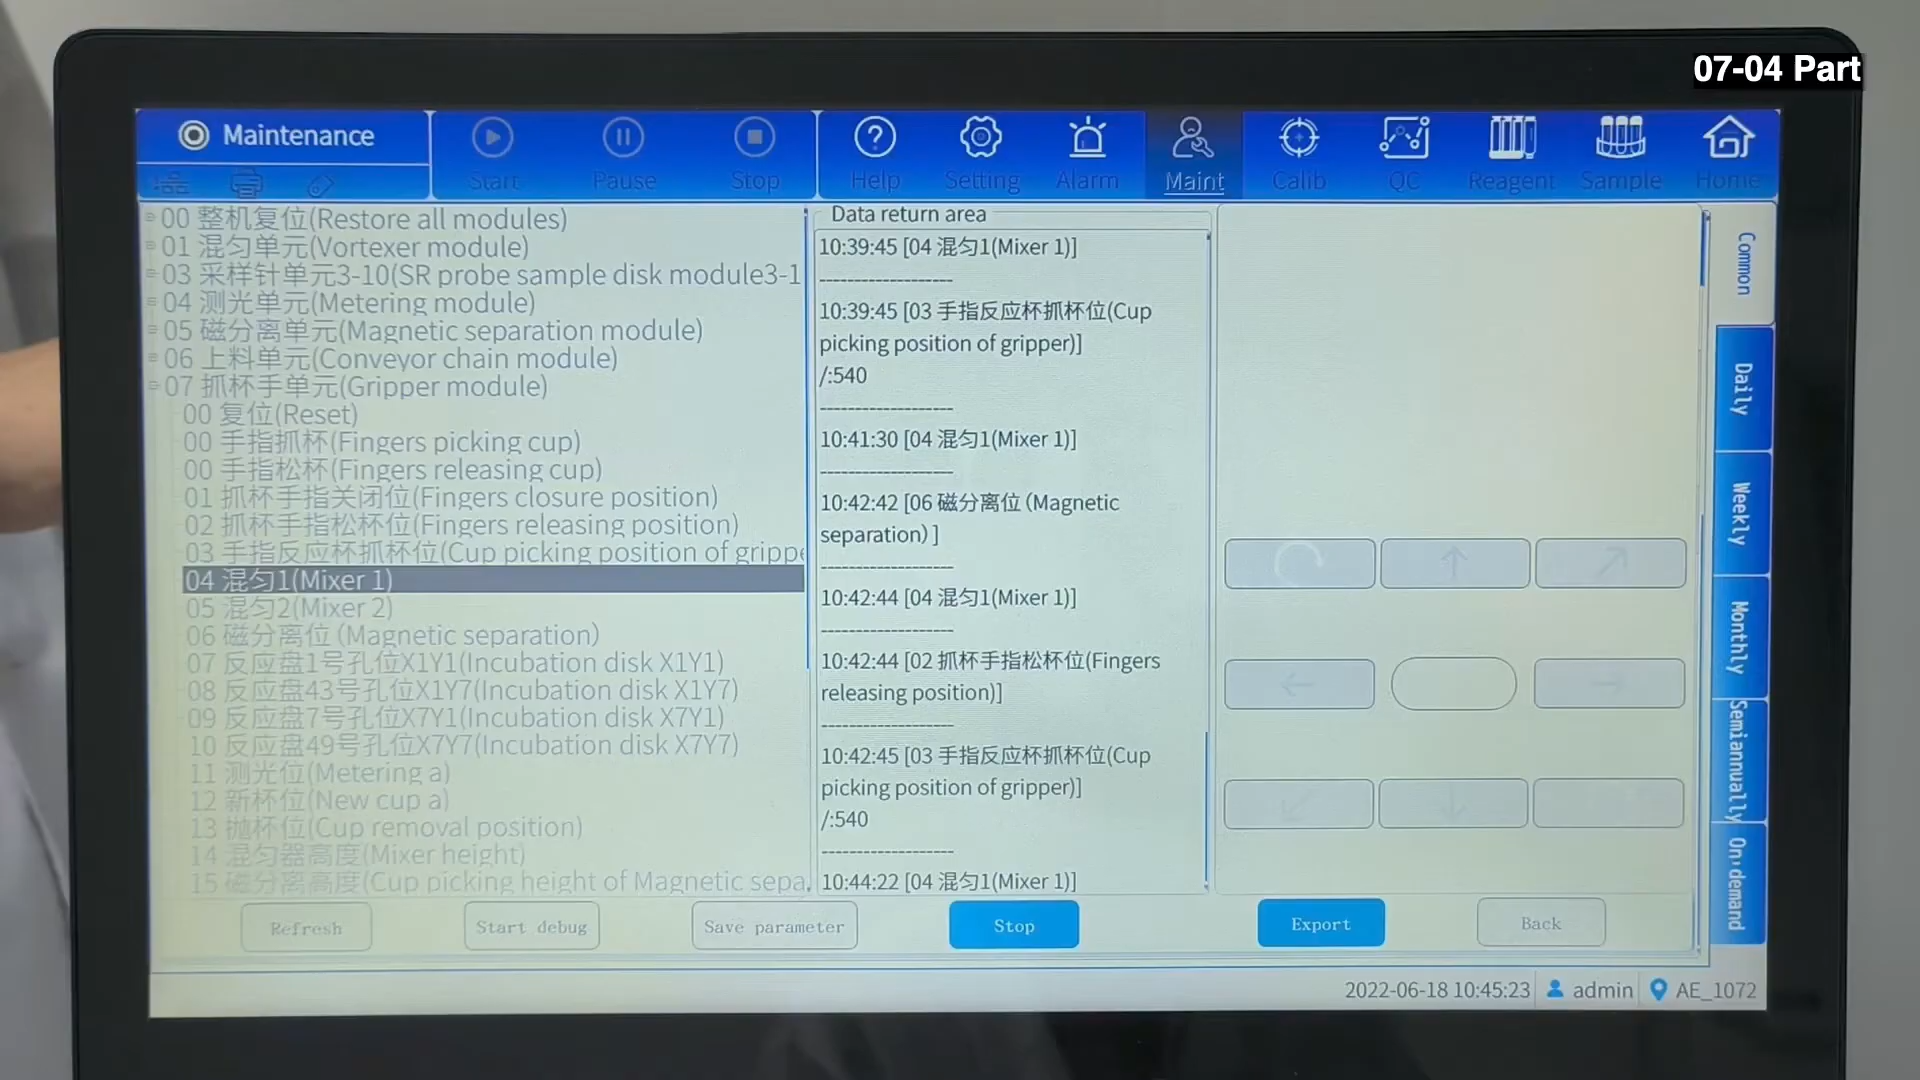 07-04 Part
Maintenance
Start
Pause
Stop
Help
Setting
Alarm
Maint
Calib
QC
Reagent
Sample
Home
00 整机复位(Restore all modules)
01 混匀单元(Vortexer module)
03 采样针单元3-10(SR probe sample disk module3-1
04 测光单元(Metering module)
05 磁分离单元(Magnetic separation module)
06 上料单元(Conveyor chain module)
07 抓杯手单元(Gripper module)
00 复位(Reset)
00 手指抓杯(Fingers picking cup)
00 手指松杯(Fingers releasing cup)
01 抓杯手指关闭位(Fingers closure position)
02 抓杯手指松杯位(Fingers releasing position)
03 手指反应杯抓杯位(Cup picking position of grippe
04 混匀1(Mixer 1)
05 混匀2(Mixer 2)
06 磁分离位(Magnetic separation)
07 反应盘1号孔位X1Y1(Incubation disk X1Y1)
08 反应盘43号孔位X1Y7(Incubation disk X1Y7)
09 反应盘7号孔位X7Y1(Incubation disk X7Y1)
10 反应盘49号孔位X7Y7(Incubation disk X7Y7)
11 测光位(Metering a)
12 新杯位(New cup a)
13 抛杯位(Cup removal position)
14 混匀器高度(Mixer height)
15 磁分离高度(Cup picking height of Magnetic sepa
Data return area
10:39:45 [04 混匀1(Mixer 1)]
-------------------
10:39:45 [03 手指反应杯抓杯位(Cup
picking position of gripper)]
/:540
-------------------
10:41:30 [04 混匀1(Mixer 1)]
-------------------
10:42:42 [06 磁分离位(Magnetic
separation)]
-------------------
10:42:44 [04 混匀1(Mixer 1)]
-------------------
10:42:44 [02 抓杯手指松杯位(Fingers
releasing position)]
-------------------
10:42:45 [03 手指反应杯抓杯位(Cup
picking position of gripper)]
/:540
-------------------
10:44:22 [04 混匀1(Mixer 1)]
Common
Daily
Weekly
Monthly
Semiannually
On-demand
Refresh
Start debug
Save parameter
Stop
Export
Back
2022-06-18 10:45:23
admin
AE_1072